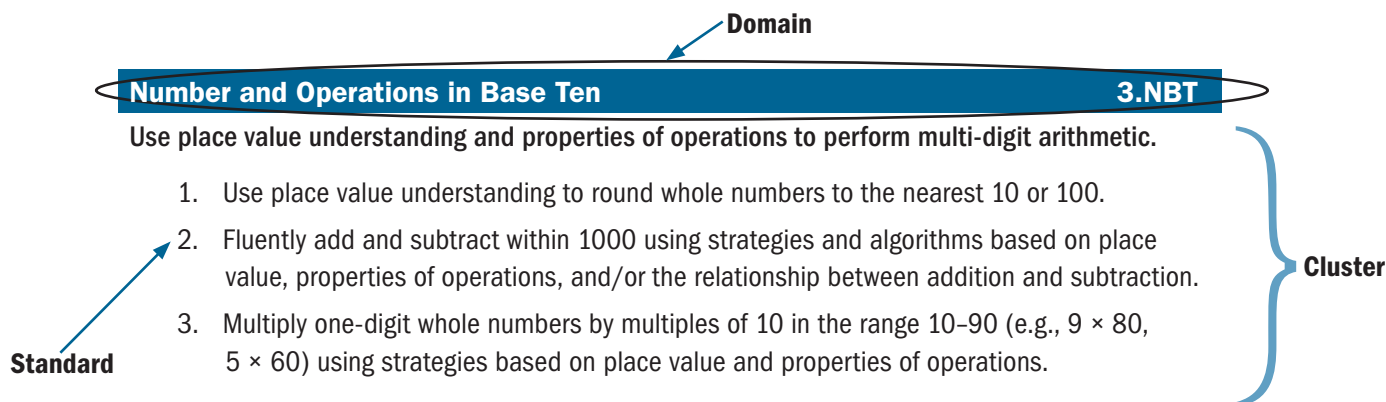 Domain
Number and Operations in Base Ten 3.NBT
Use place value understanding and properties of operations to perform multi-digit arithmetic.
1. Use place value understanding to round whole numbers to the nearest 10 or 100.
2. Fluently add and subtract within 1000 using strategies and algorithms based on place
value, properties of operations, and/or the relationship between addition and subtraction.
Cluster
3. Multiply one-digit whole numbers by multiples of 10 in the range 10–90 (e.g., 9 × 80,
5 × 60) using strategies based on place value and properties of operations.
Standard